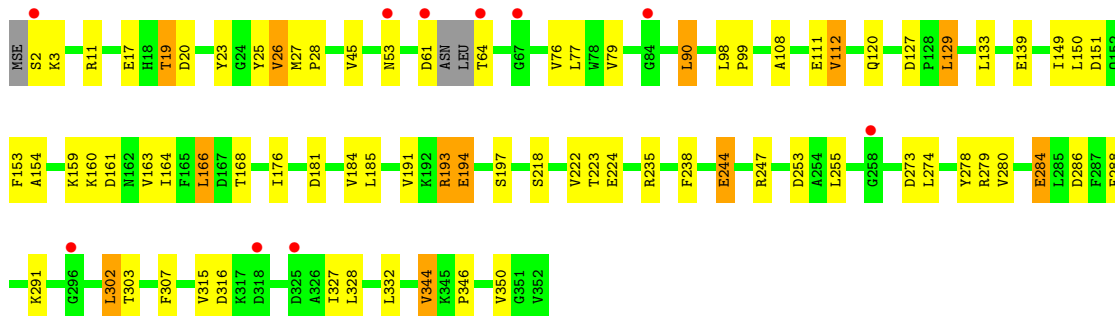 MSE S2 K3 R11 E17 H18 T19 D20 Y23 G24 Y25 V26 M27 P28 V45 N53 D61 ASN LEU T64 G67 V76 L77 W78 V79 G84 L90 L98 P99 A108 E111 V112 Q120 D127 P128 L129 L133 E139 I149 L150 D151 Q152
F153 A154 K159 K160 D161 N162 V163 I164 F165 L166 D167 T168 I176 D181 V184 L185 V191 K192 R193 E194 S197 S218 V222 T223 E224 R235 F238 E244 R247 D253 A254 L255 G258 D273 L274 Y278 R279 V280 E284 L285 D286 F287
K291 G296 L302 T303 F307 V315 D316 K317 D318 D325 A326 I327 L328 L332 V344 K345 P346 V350 G351 V352